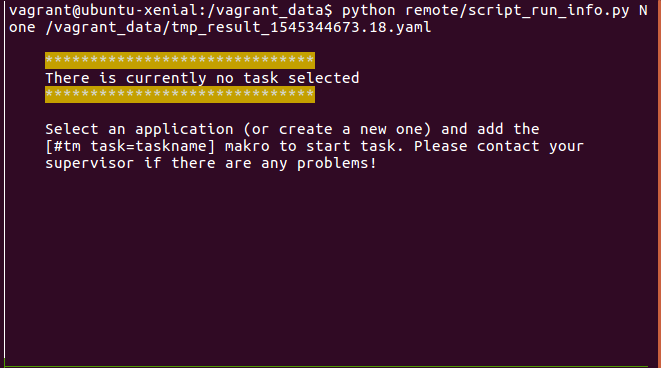 vagrant@ubuntu-xenial:/vagrant_data$ python remote/script_run_info.py N
one /vagrant_data/tmp_result_1545344673.18.yaml
******************************
There is currently no task selected
******************************
Select an application (or create a new one) and add the
[#tm task=taskname] makro to start task. Please contact your
supervisor if there are any problems!